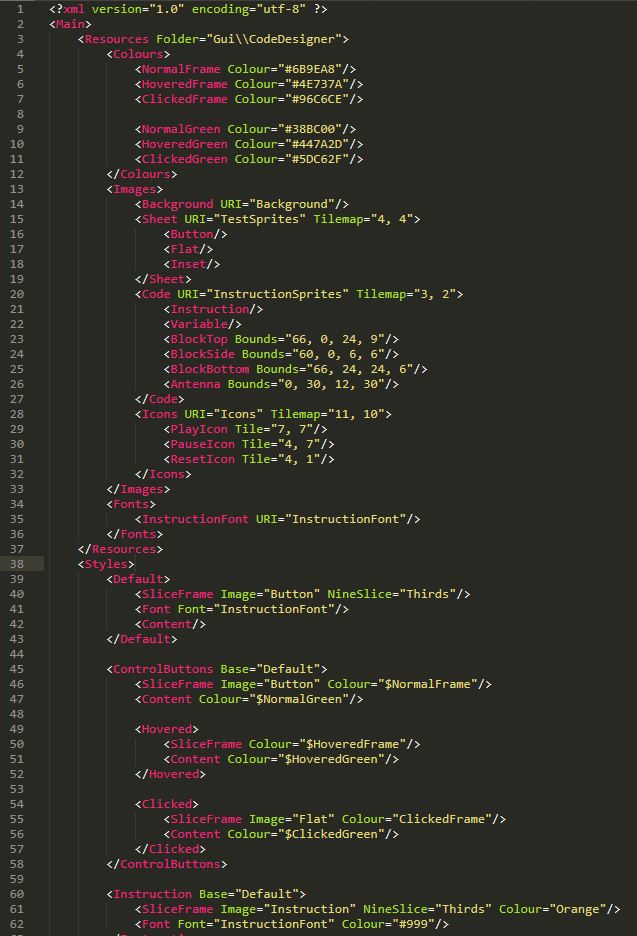 1 <?xml version="1.0" encoding="utf-8" ?>
2 <Main>
3 <Resources Folder="Gui\\CodeDesigner">
4 <Colours>
5 <NormalFrame Colour="#6B9EA8"/>
6 <HoveredFrame Colour="#4E737A"/>
7 <ClickedFrame Colour="#96C6CE"/>
8
9 <NormalGreen Colour="#38BC00"/>
10 <HoveredGreen Colour="#447A2D"/>
11 <ClickedGreen Colour="#5DC62F"/>
12 </Colours>
13 <Images>
14 <Background URI="Background"/>
15 <Sheet URI="TestSprites" Tilemap="4, 4">
16 <Button/>
17 <Flat/>
18 <Inset/>
19 </Sheet>
20 <Code URI="InstructionSprites" Tilemap="3, 2">
21 <Instruction/>
22 <Variable/>
23 <BlockTop Bounds="66, 0, 24, 9"/>
24 <BlockSide Bounds="60, 0, 6, 6"/>
25 <BlockBottom Bounds="66, 24, 24, 6"/>
26 <Antenna Bounds="0, 30, 12, 30"/>
27 </Code>
28 <Icons URI="Icons" Tilemap="11, 10">
29 <PlayIcon Tile="7, 7"/>
30 <PauseIcon Tile="4, 7"/>
31 <ResetIcon Tile="4, 1"/>
32 </Icons>
33 </Images>
34 <Fonts>
35 <InstructionFont URI="InstructionFont"/>
36 </Fonts>
37 </Resources>
38 <Styles>
39 <Default>
40 <SliceFrame Image="Button" NineSlice="Thirds"/>
41 <Font Font="InstructionFont"/>
42 <Content/>
43 </Default>
44
45 <ControlButtons Base="Default">
46 <SliceFrame Image="Button" Colour="$NormalFrame"/>
47 <Content Colour="$NormalGreen"/>
48
49 <Hovered>
50 <SliceFrame Colour="$HoveredFrame"/>
51 <Content Colour="$HoveredGreen"/>
52 </Hovered>
53
54 <Clicked>
55 <SliceFrame Image="Flat" Colour="ClickedFrame"/>
56 <Content Colour="$ClickedGreen"/>
57 </Clicked>
58 </ControlButtons>
59
60 <Instruction Base="Default">
61 <SliceFrame Image="Instruction" NineSlice="Thirds" Colour="Orange"/>
62 <Font Font="InstructionFont" Colour="#999"/>